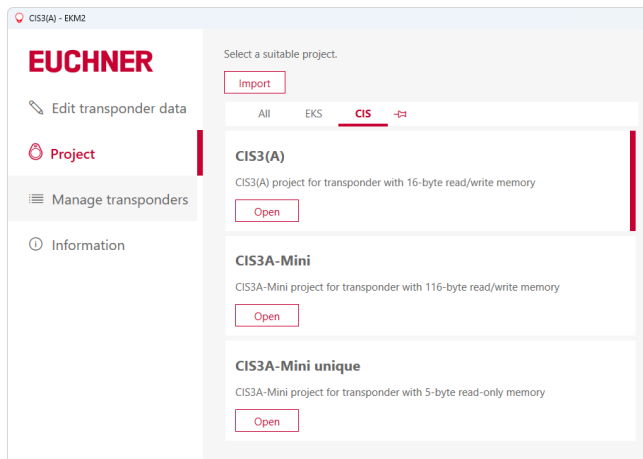 CIS3(A) - EKM2
EUCHNER
Edit transponder data
Project
Manage transponders
Information
Select a suitable project.
Import
All EKS CIS
CIS3(A)
CIS3(A) project for transponder with 16-byte read/write memory
Open
CIS3A-Mini
CIS3A-Mini project for transponder with 116-byte read/write memory
Open
CIS3A-Mini unique
CIS3A-Mini project for transponder with 5-byte read-only memory
Open